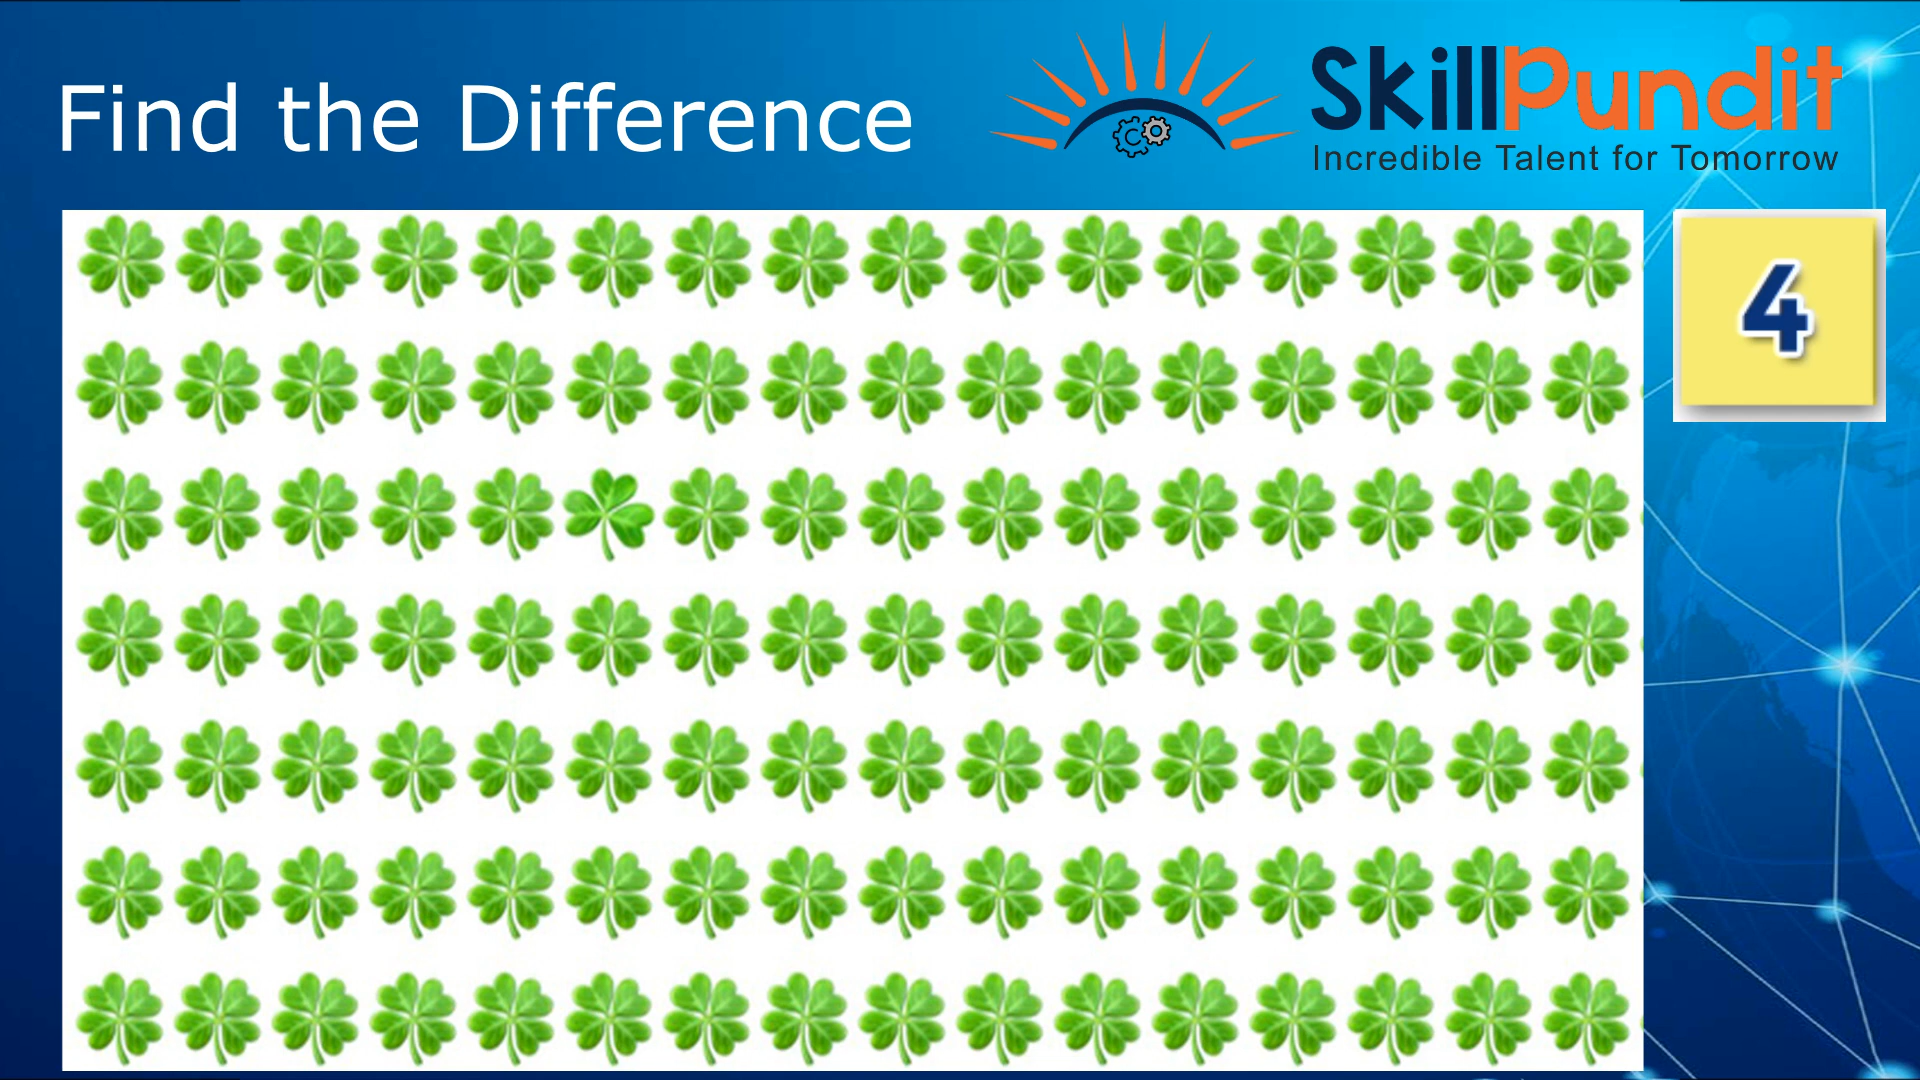 Find the Difference
SkillPundit
Incredible Talent for Tomorrow
C
4